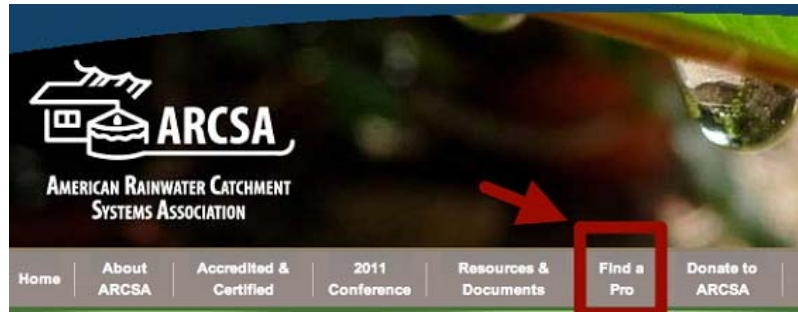 ARCSA
AMERICAN RAINWATER CATCHMENT
SYSTEMS ASSOCIATION
Home
About
ARCSA
Accredited &
Certified
2011
Conference
Resources &
Documents
Find a
Pro
Donate to
ARCSA